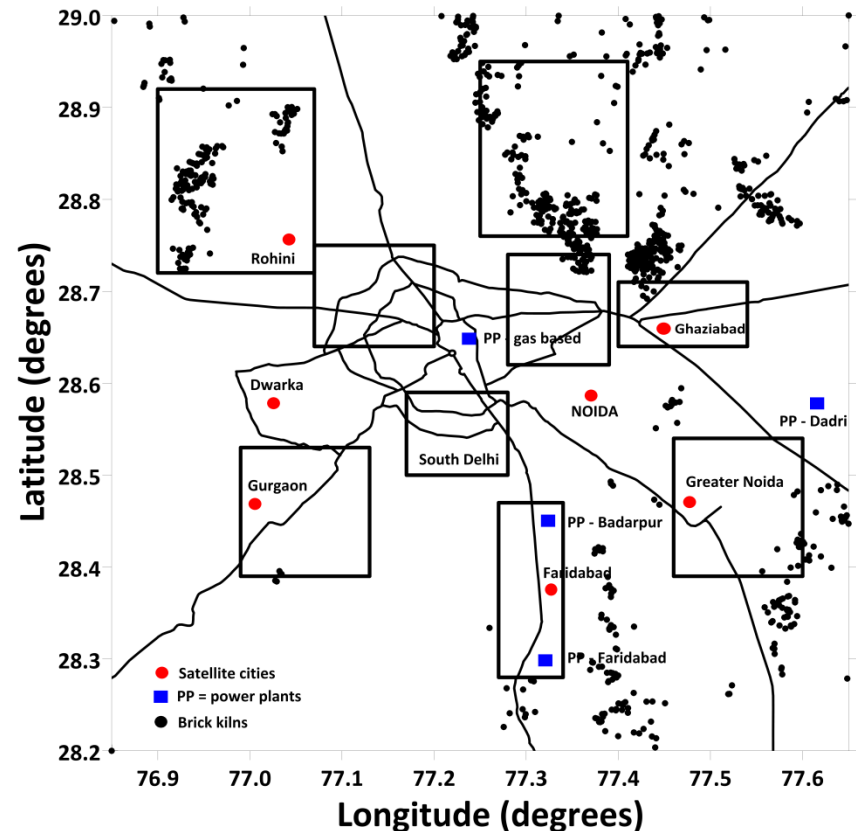 29.0
28.9
28.8
28.7
28.6
28.5
28.4
28.3
28.2
Latitude (degrees)
Rohini
PP - gas based
Ghaziabad
Dwarka
NOIDA
PP - Dadri
South Delhi
Gurgaon
Greater Noida
PP - Badarpur
Faridabad
PP - Faridabad
Satellite cities
PP = power plants
Brick kilns
76.9 77.0 77.1 77.2 77.3 77.4 77.5 77.6
Longitude (degrees)